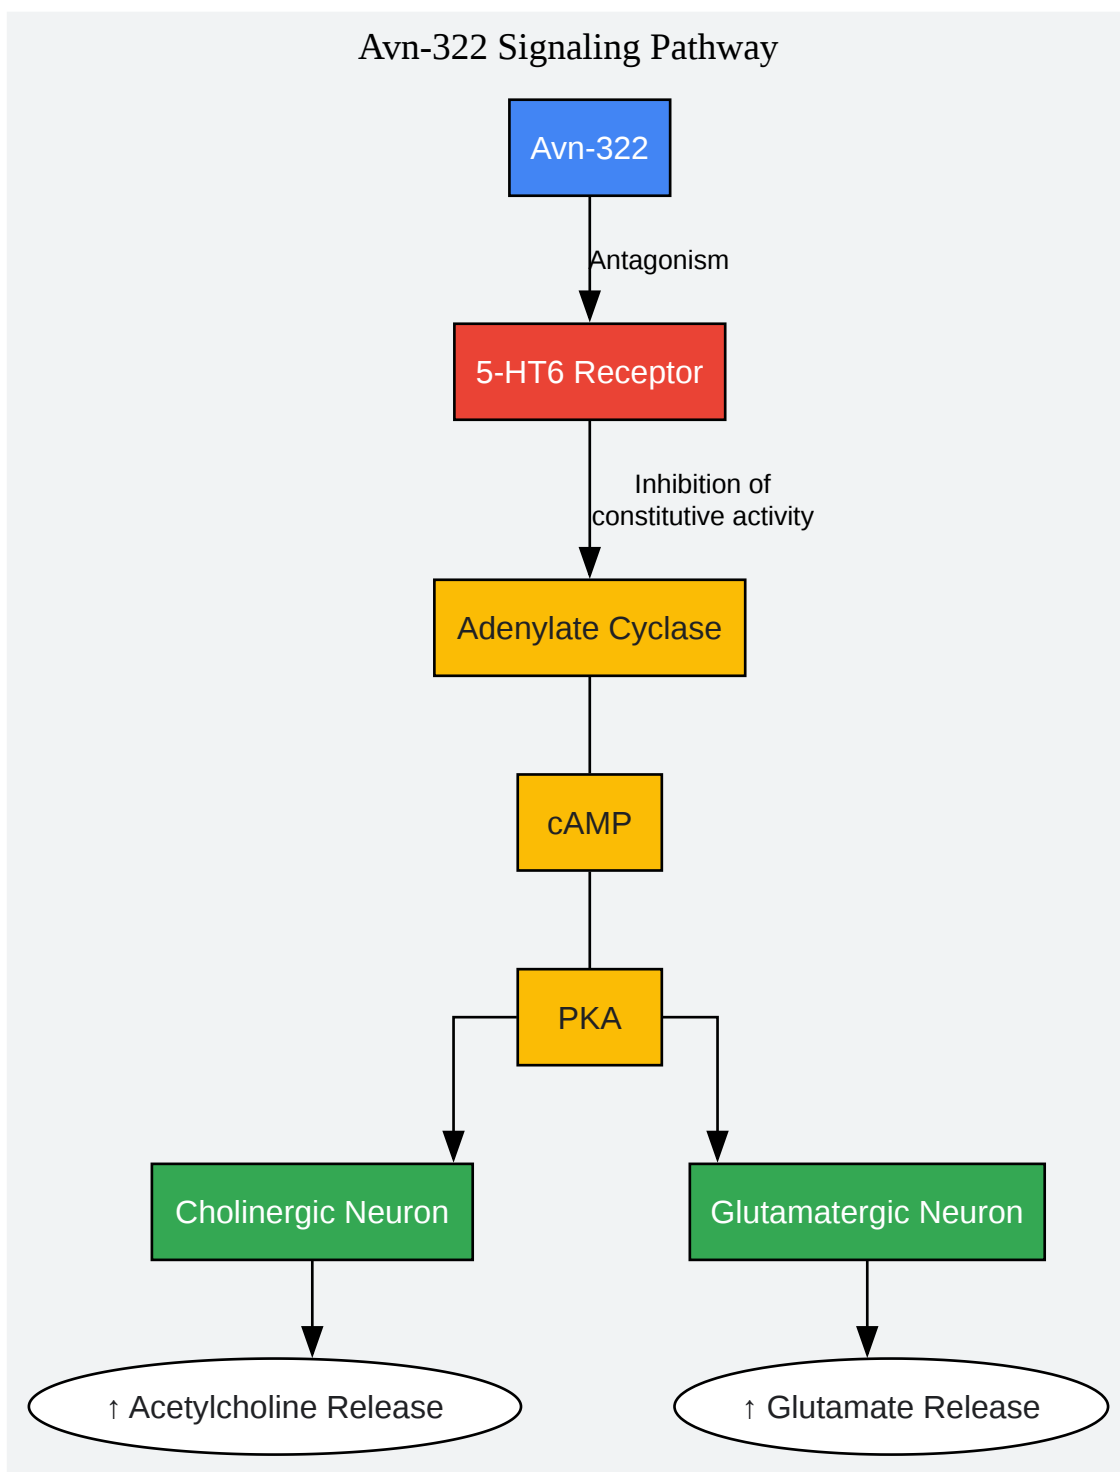 Avn-322 Signaling Pathway
Avn-322
Antagonism
5-HT6 Receptor
Inhibition of
constitutive activity
Adenylate Cyclase
cAMP
PKA
Cholinergic Neuron
Glutamatergic Neuron
↑ Acetylcholine Release
↑ Glutamate Release